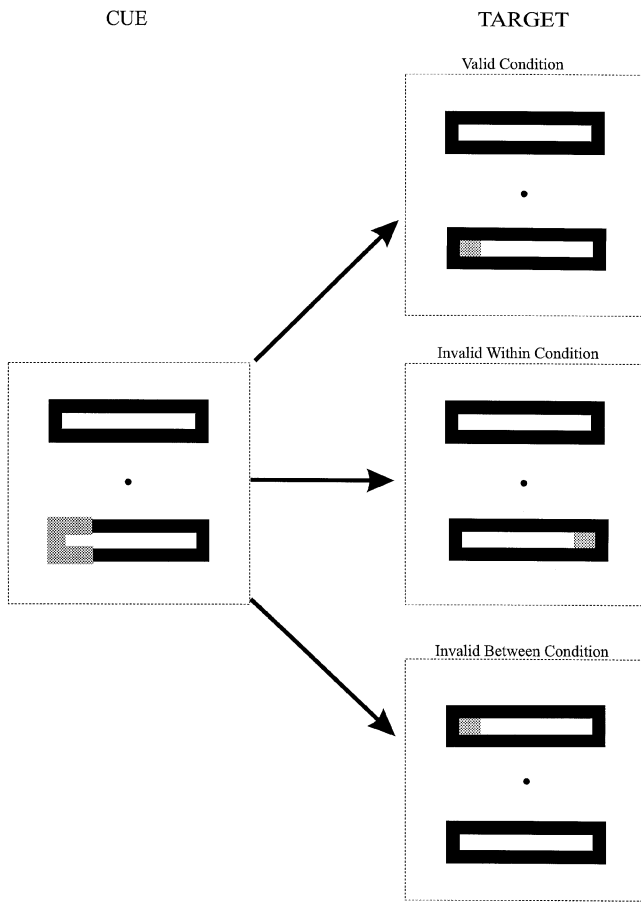 CUE
TARGET
Valid Condition
Invalid Within Condition
Invalid Between Condition